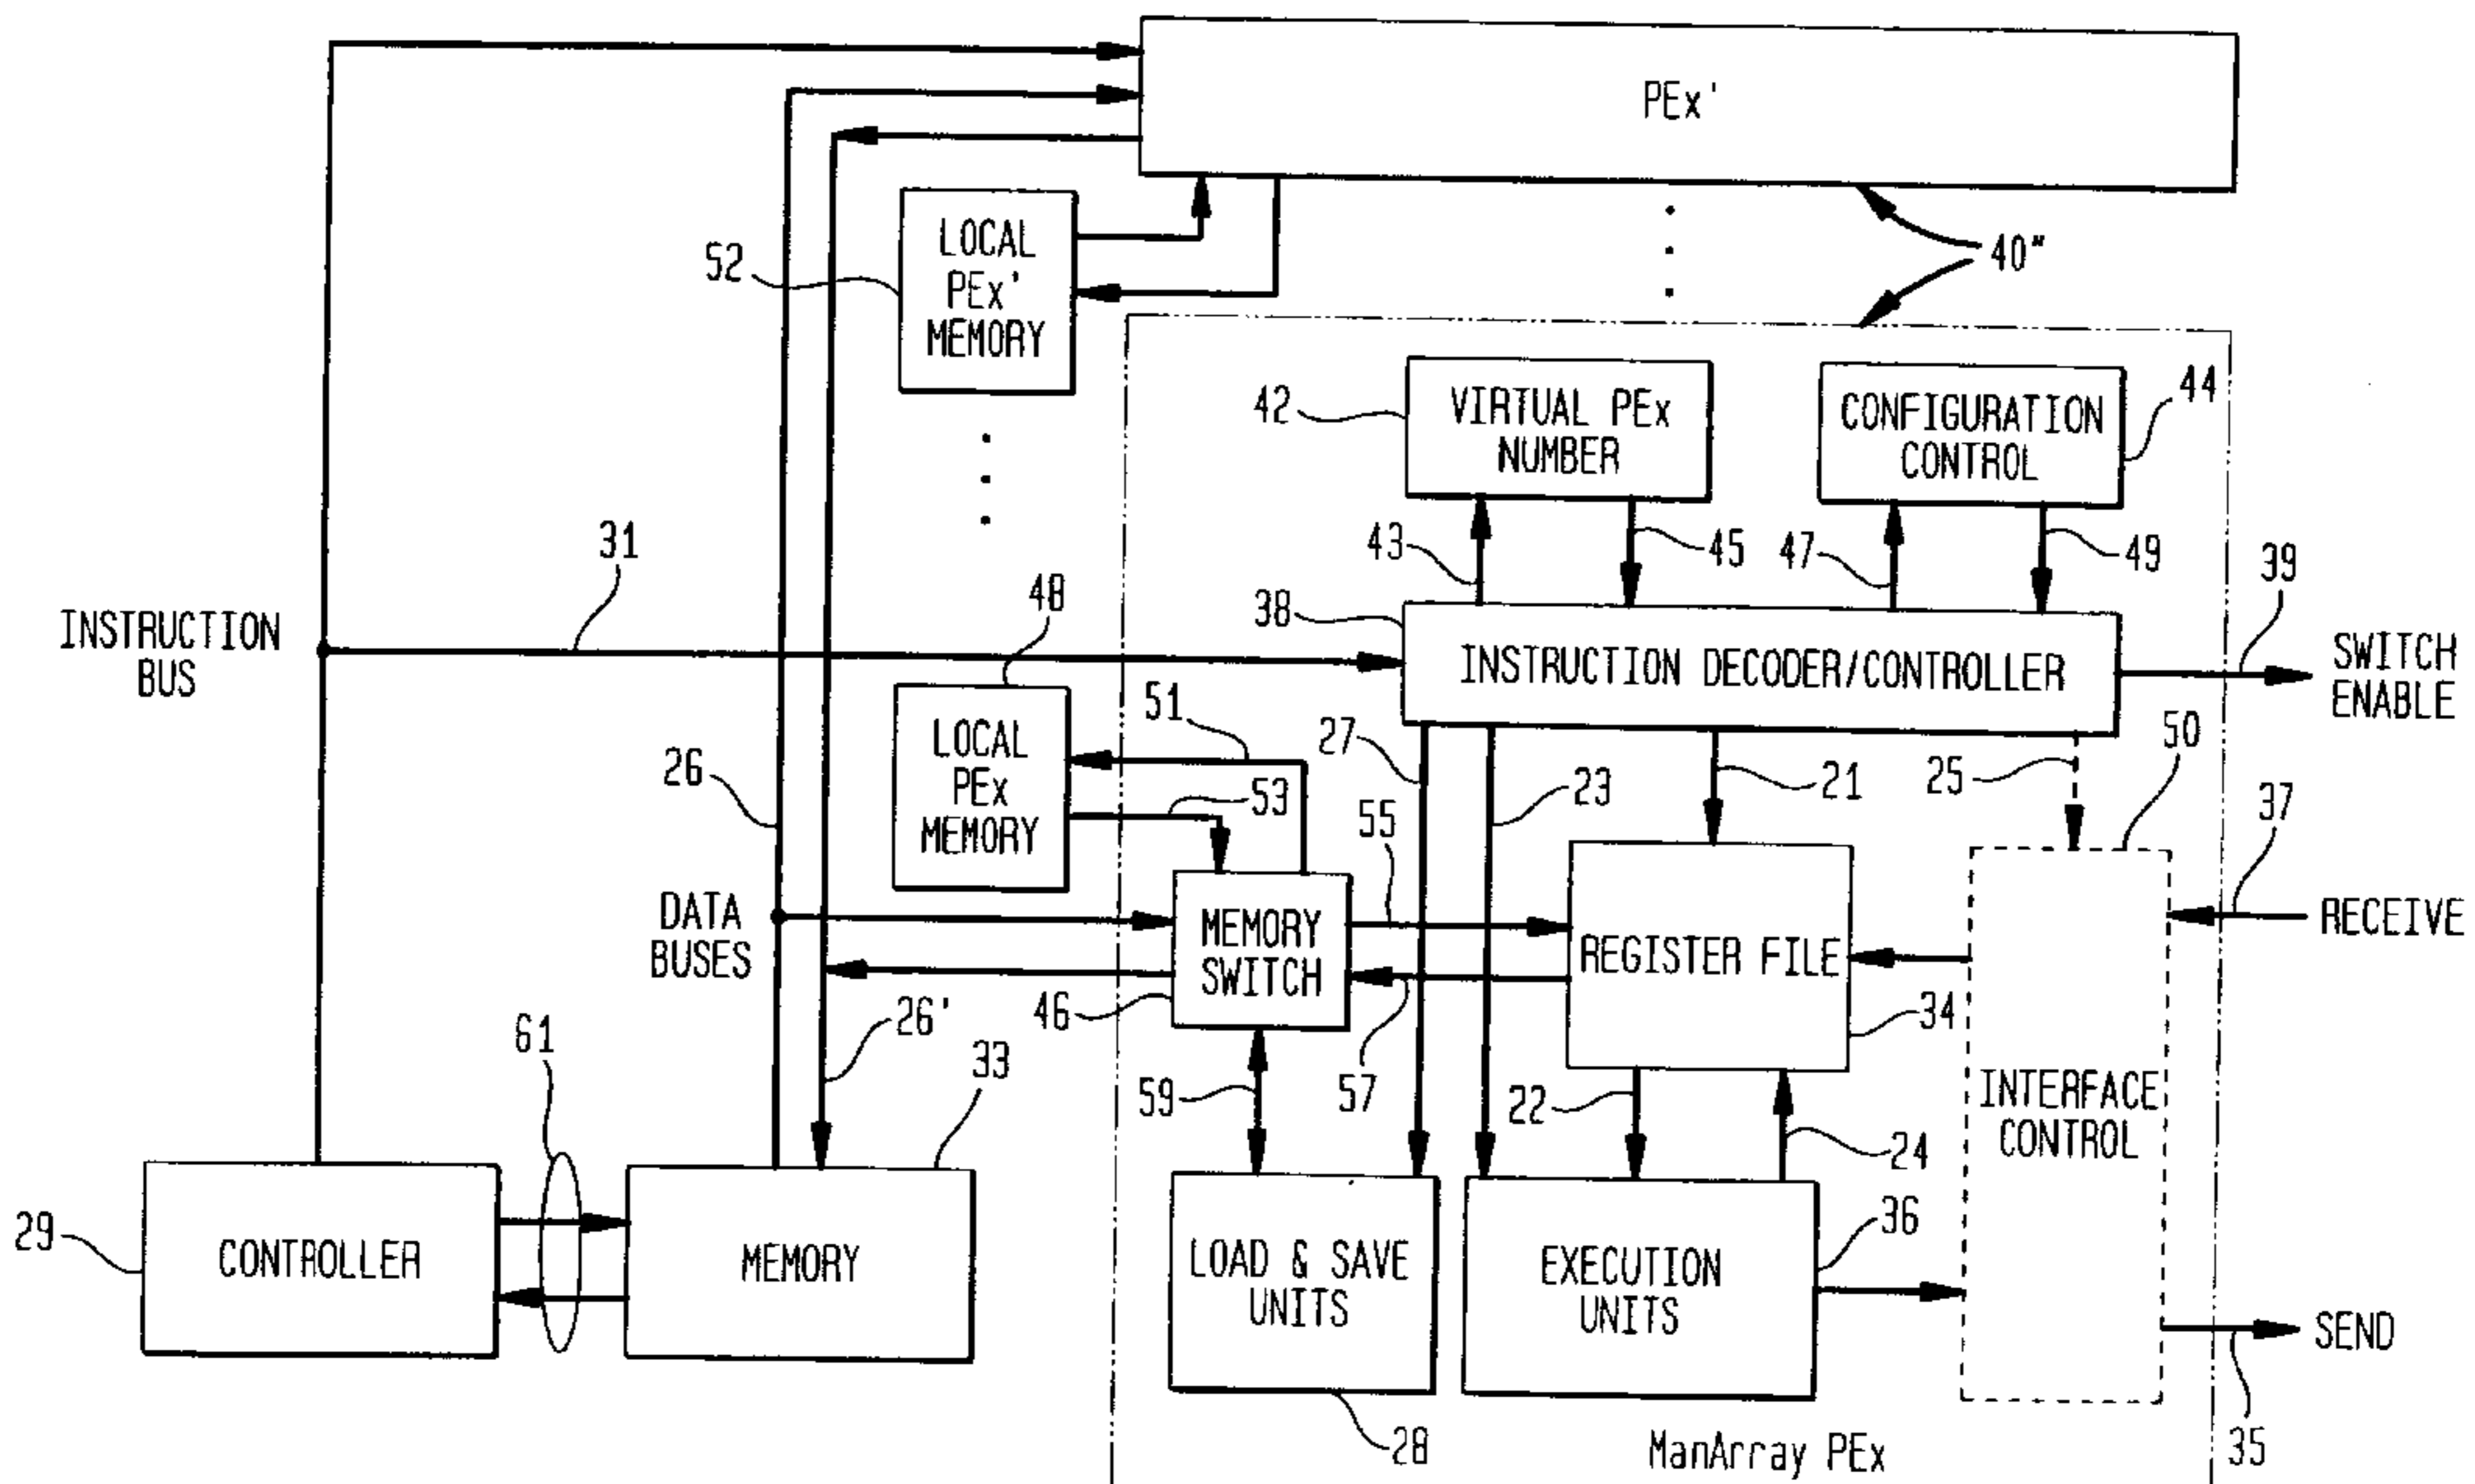 PEx'
LOCAL
PEx'
MEMORY
52
40"
42
VIRTUAL PEx
NUMBER
CONFIGURATION
CONTROL
44
31
43
45
47
49
39
INSTRUCTION
BUS
48
38
INSTRUCTION DECODER/CONTROLLER
SWITCH
ENABLE
26
LOCAL
PEx
MEMORY
51
53
27
23
21
25
50
37
55
DATA
BUSES
MEMORY
SWITCH
REGISTER FILE
RECEIVE
46
26'
34
61
33
59
57
22
24
INTERFACE
CONTROL
29
CONTROLLER
MEMORY
LOAD & SAVE
UNITS
EXECUTION
UNITS
36
SEND
28
ManArray PEx
35